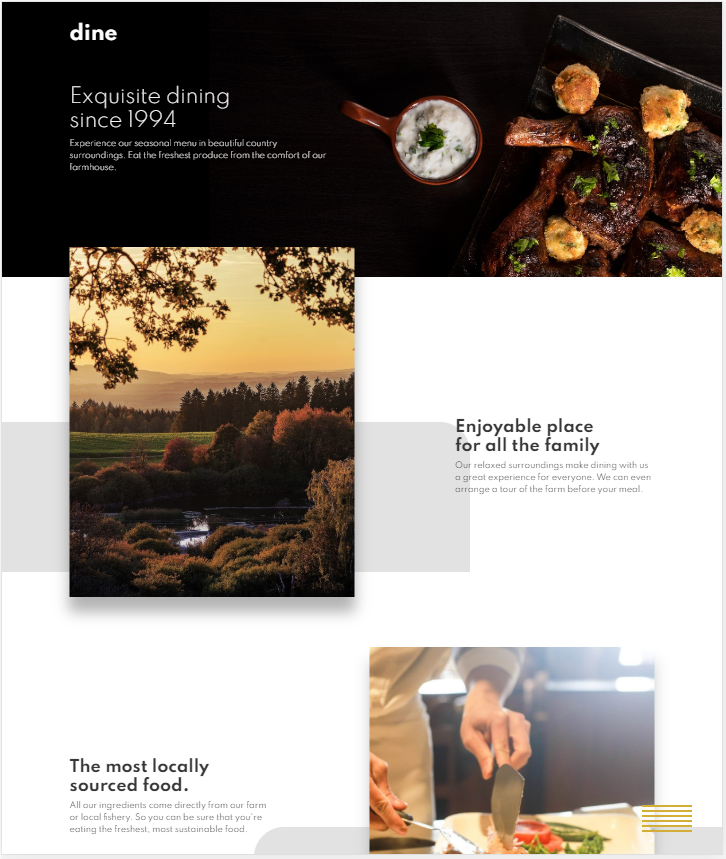 dine
Exquisite dining
since 1994
Experience our seasonal menu in beautiful country
surroundings. Eat the freshest produce from the comfort of our
farmhouse.
Enjoyable place
for all the family
Our relaxed surroundings make dining with us
a great experience for everyone. We can even
arrange a tour of the farm before your meal.
The most locally
sourced food.
All our ingredients come directly from our farm
or local fishery. So you can be sure that you're
eating the freshest, most sustainable food.